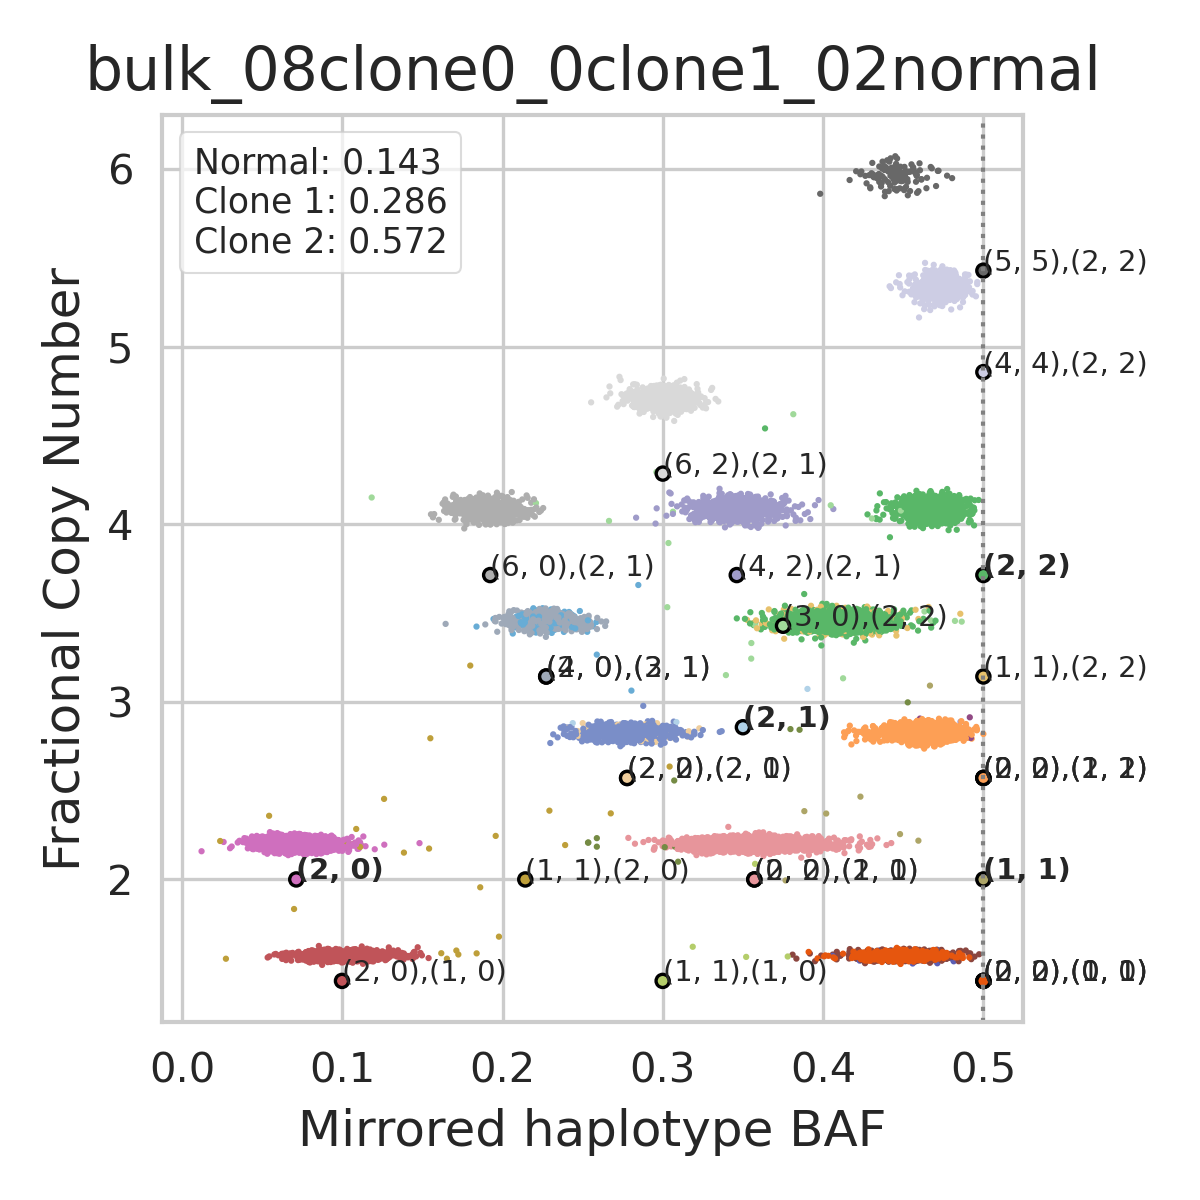 bulk_08clone0_0clone1_02normal
Normal: 0.143
Clone 1: 0.286
Clone 2: 0.572
Fractional Copy Number
6
5
4
3
2
(5, 5),(2, 2)
(4, 4),(2, 2)
(6, 2),(2, 1)
(6, 0),(2, 1)
(4, 2),(2, 1)
(2, 2)
(3, 0),(2, 2)
(1, 1),(2, 2)
(2, 1)
(2, 0)
(1, 1),(2, 0)
(1, 1)
(2, 0),(1, 0)
(1, 1),(1, 0)
0.0
0.1
0.2
0.3
0.4
0.5
Mirrored haplotype BAF